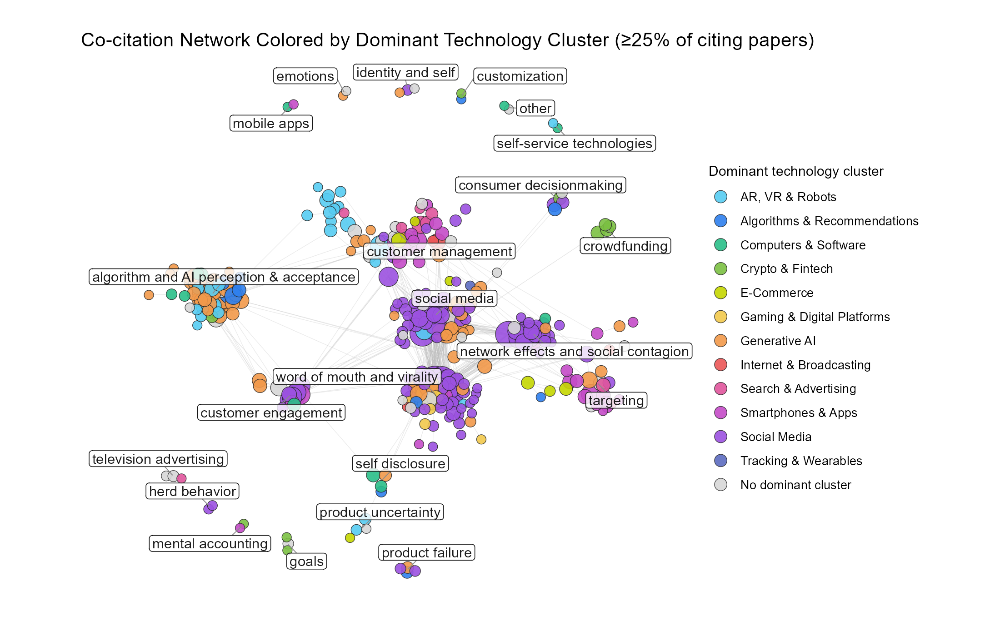 Co-citation Network Colored by Dominant Technology Cluster (≥25% of citing papers)
emotions
identity and self
customization
mobile apps
other
self-service technologies
consumer decisionmaking
crowdfunding
customer management
algorithm and AI perception & acceptance
social media
network effects and social contagion
word of mouth and virality
customer engagement
targeting
television advertising
self disclosure
herd behavior
product uncertainty
mental accounting
goals
product failure
Dominant technology cluster
AR, VR & Robots
Algorithms & Recommendations
Computers & Software
Crypto & Fintech
E-Commerce
Gaming & Digital Platforms
Generative AI
Internet & Broadcasting
Search & Advertising
Smartphones & Apps
Social Media
Tracking & Wearables
No dominant cluster